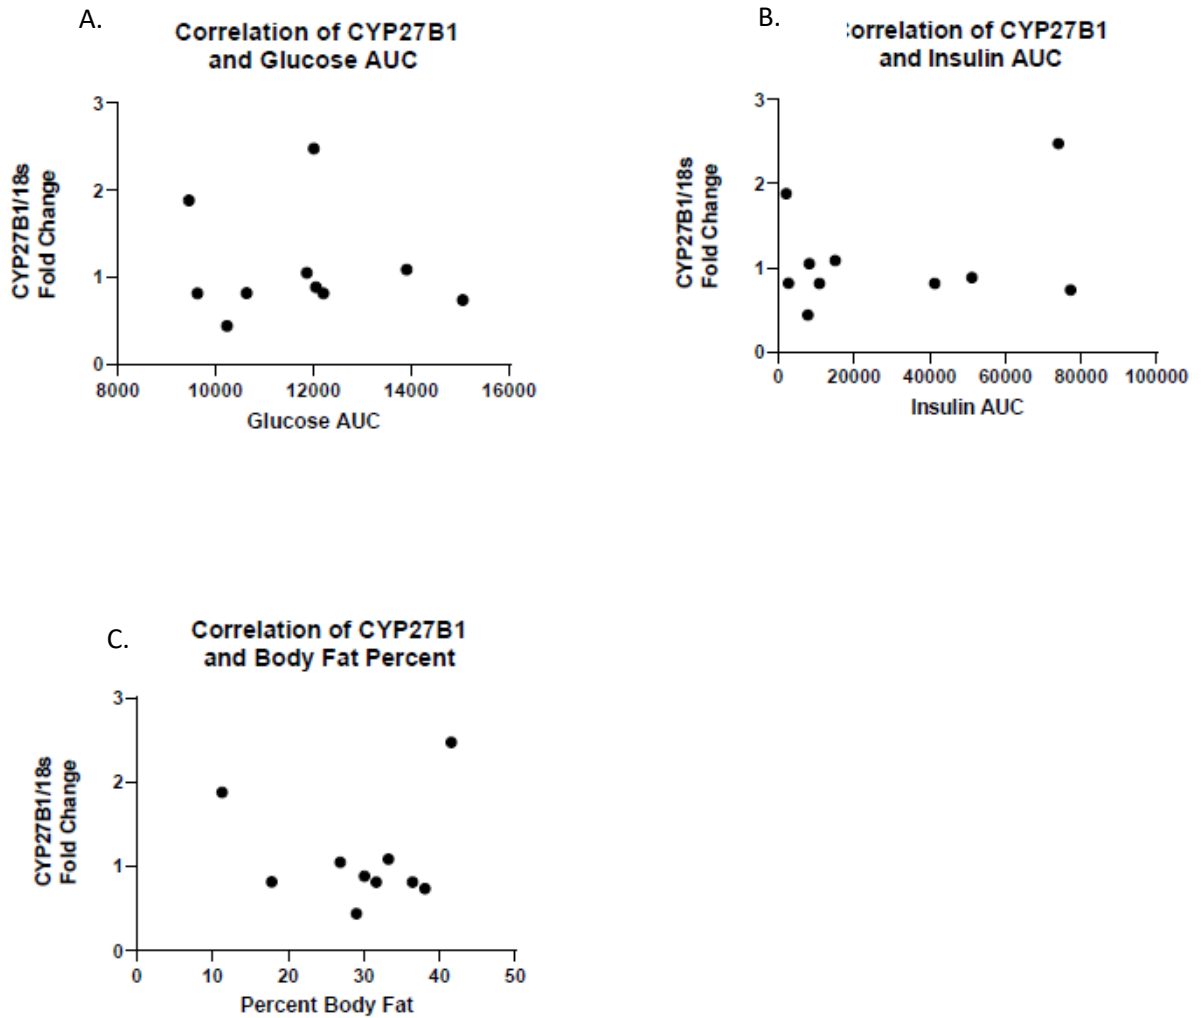 A.
Correlation of CYP27B1
and Glucose AUC
CYP27B1/18s
Fold Change
3
2
1
0
8000 10000 12000 14000 16000
Glucose AUC
B.
orrelation of CYP27B1
and Insulin AUC
CYP27B1/18s
Fold Change
3
2
1
0
0 20000 40000 60000 80000 100000
Insulin AUC
C.
Correlation of CYP27B1
and Body Fat Percent
CYP27B1/18s
Fold Change
3
2
1
0
0 10 20 30 40 50
Percent Body Fat